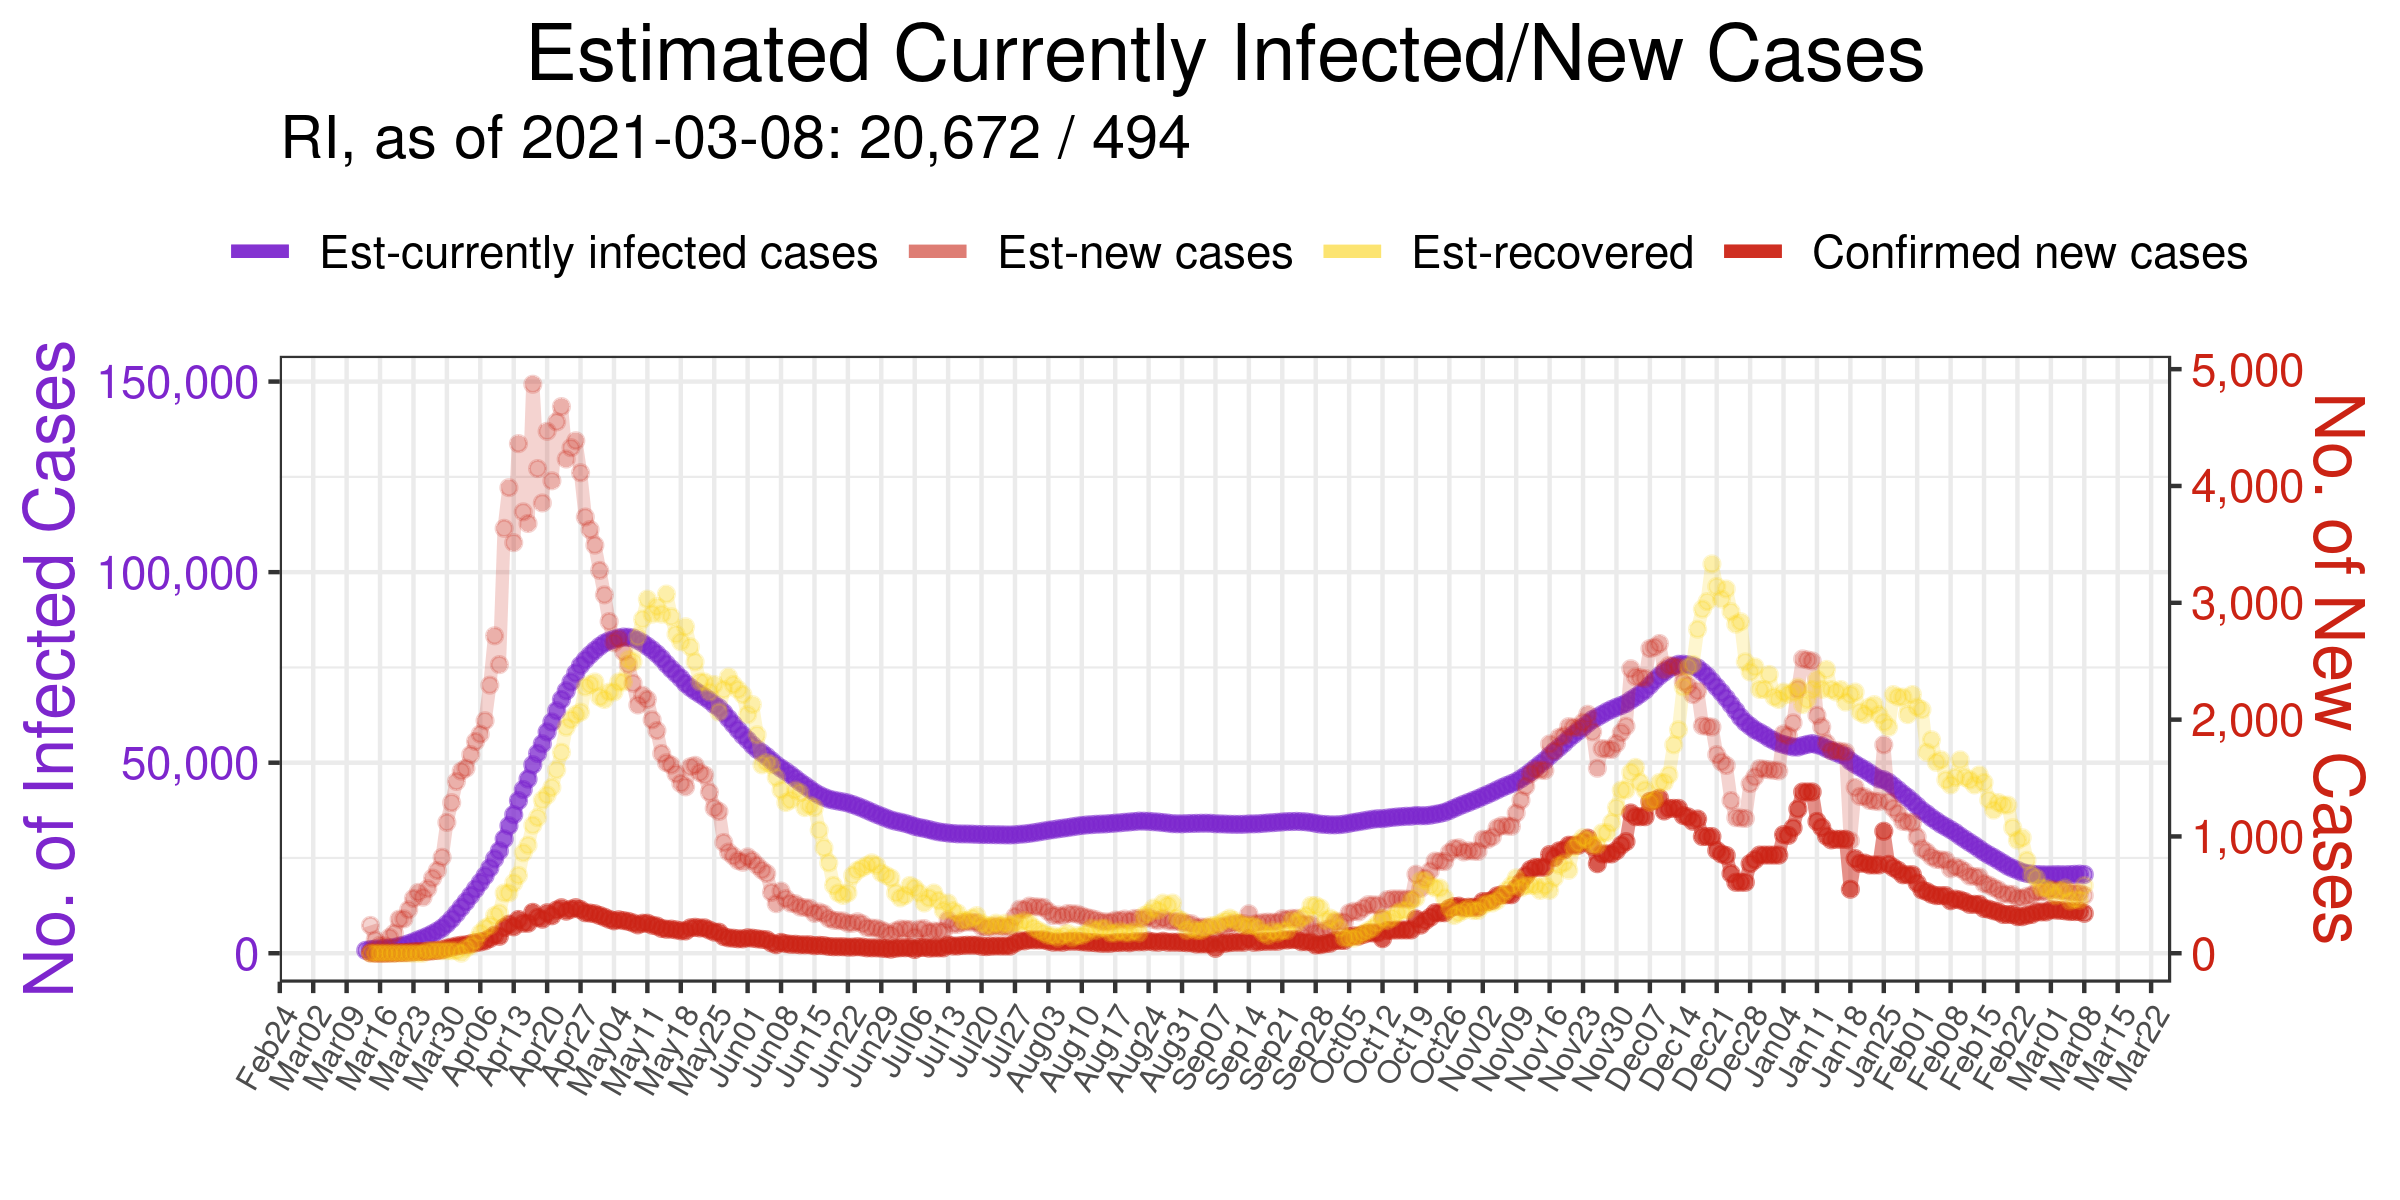 Estimated Currently Infected/New Cases
RI, as of 2021-03-08: 20,672 / 494
Est-currently infected cases
Est-new cases
Est-recovered
Confirmed new cases
No. of Infected Cases
150,000
100,000
50,000
0
5,000
4,000
3,000
2,000
1,000
0
No. of New Cases
Feb24
Mar02
Mar09
Mar16
Mar23
Mar30
Apr06
Apr13
Apr20
Apr27
May04
May11
May18
May25
Jun01
Jun08
Jun15
Jun22
Jun29
Jul06
Jul13
Jul20
Jul27
Aug03
Aug10
Aug17
Aug24
Aug31
Sep07
Sep14
Sep21
Sep28
Oct05
Oct12
Oct19
Oct26
Nov02
Nov09
Nov16
Nov23
Nov30
Dec07
Dec14
Dec21
Dec28
Jan04
Jan11
Jan18
Jan25
Feb01
Feb08
Feb15
Feb22
Mar01
Mar08
Mar15
Mar22